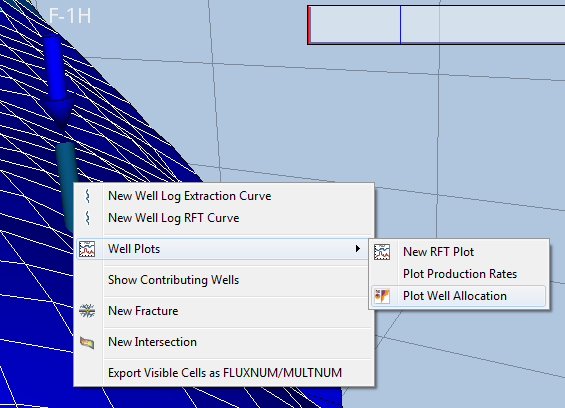 F-1H
New Well Log Extraction Curve
New Well Log RFT Curve
Well Plots
Show Contributing Wells
New Fracture
New Intersection
Export Visible Cells as FLUXNUM/MULTNUM
New RFT Plot
Plot Production Rates
Plot Well Allocation